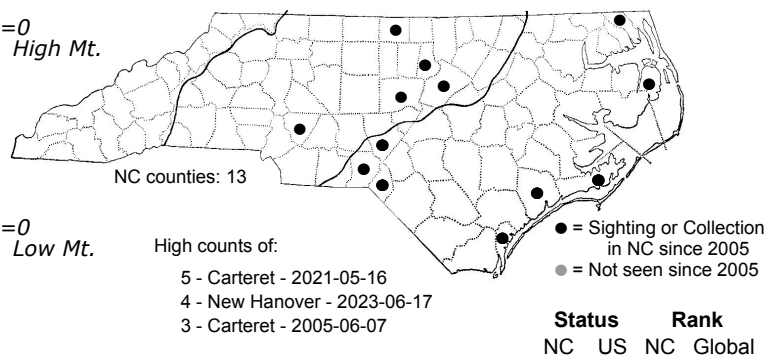 =0
High Mt.
NC counties: 13
=0
Low Mt.
High counts of:
5 - Carteret - 2021-05-16
4 - New Hanover - 2023-06-17
3 - Carteret - 2005-06-07
● = Sighting or Collection
in NC since 2005
● = Not seen since 2005
Status Rank
NC US NC Global